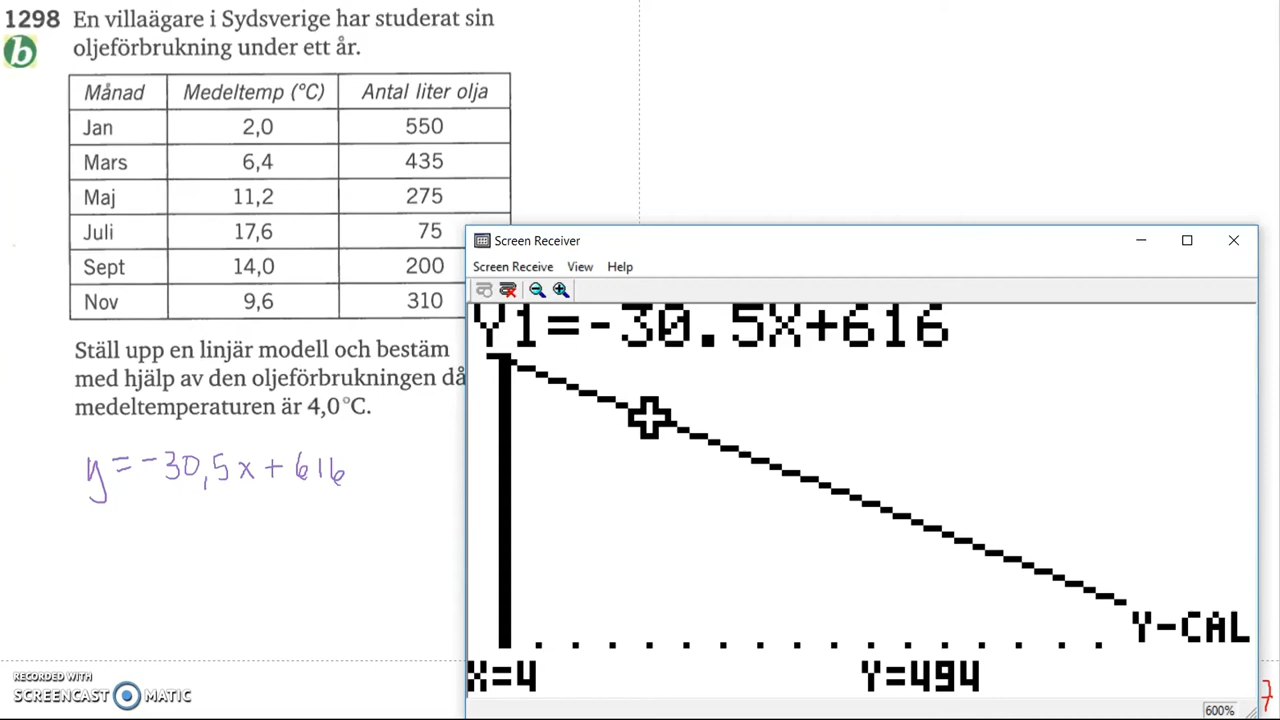 1298 En villaägare i Sydsverige har studerat sin
b oljeförbrukning under ett år.
Månad Medeltemp (°C) Antal liter olja
Jan 2,0 550
Mars 6,4 435
Maj 11,2 275
Juli 17,6 75
Sept 14,0 200
Nov 9,6 310
Ställ upp en linjär modell och bestäm
med hjälp av den oljeförbrukningen då
medeltemperaturen är 4,0 °C.
y = -30,5x + 616
Screen Receiver
Screen Receive View Help
Y1=-30.5X+616
Y-CAL
X=4 Y=494
600%
RECORDED WITH
SCREENCAST MATIC
7